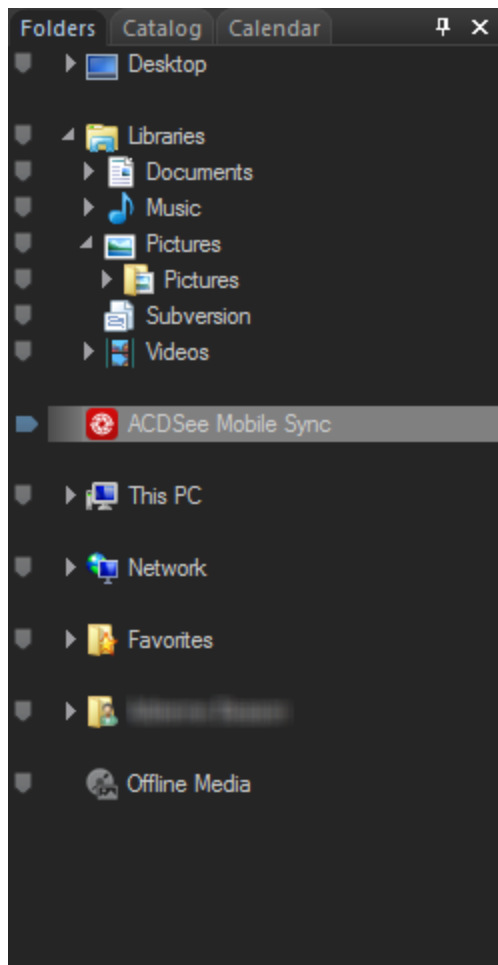 Folders Catalog Calendar
Desktop
Libraries
Documents
Music
Pictures
Pictures
Subversion
Videos
ACDSee Mobile Sync
This PC
Network
Favorites
Offline Media